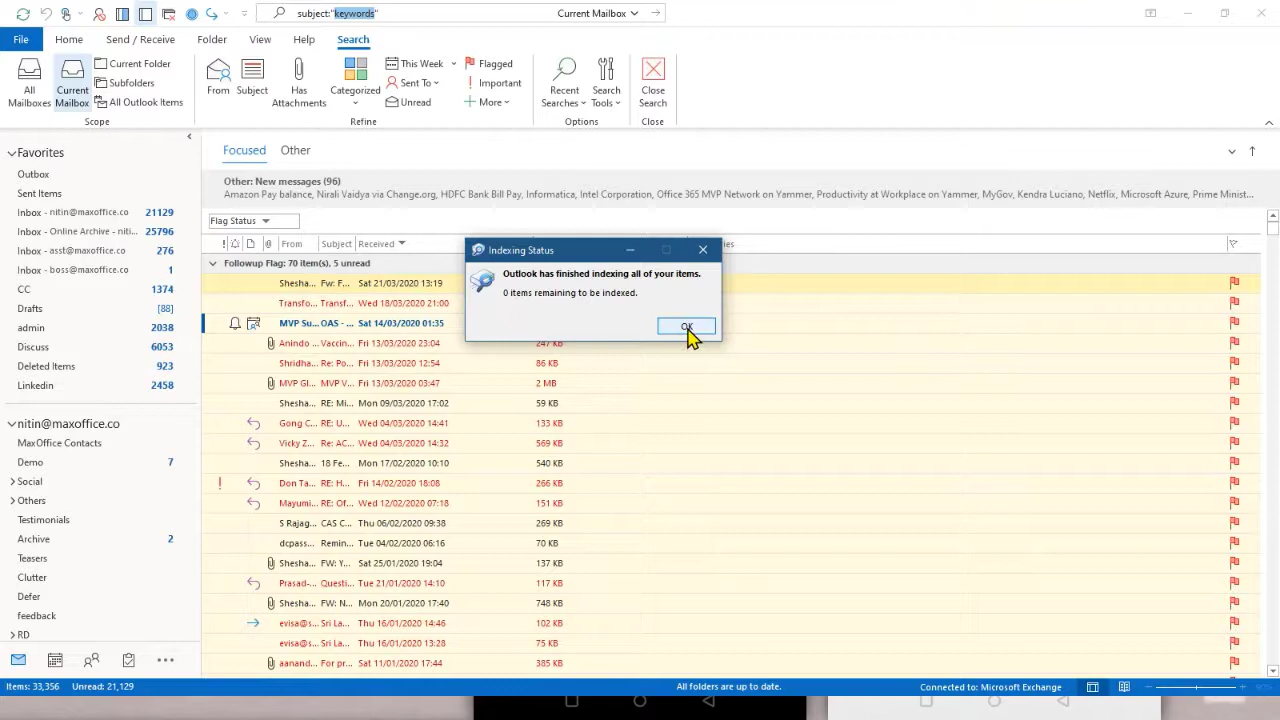 subject:"keywords"
Current Mailbox
File
Home
Send / Receive
Folder
View
Help
Search
All Mailboxes
Current Mailbox
Current Folder
Subfolders
All Outlook Items
Scope
From
Subject
Has Attachments
Categorized
This Week
Sent To
Unread
Flagged
Important
More
Refine
Recent Searches
Search Tools
Options
Close Search
Close
Favorites
Outbox
Sent Items
Inbox - nitin@maxoffice.co 21129
Inbox - Online Archive - niti... 25796
Inbox - asst@maxoffice.co 276
Inbox - boss@maxoffice.co 1
CC 1374
Drafts [88]
admin 2038
Discuss 6053
Deleted Items 923
Linkedin 2458
nitin@maxoffice.co
MaxOffice Contacts
Demo 7
Social
Others
Testimonials
Archive 2
Teasers
Clutter
Defer
feedback
RD
Focused Other
Other: New messages (96)
Amazon Pay balance, Nirali Vaidya via Change.org, HDFC Bank Bill Pay, Informatica, Intel Corporation, Office 365 MVP Network on Yammer, Productivity at Workplace on Yammer, MyGov, Kendra Luciano, Netflix, Microsoft Azure, Prime Minist...
Flag Status
From Subject Received
Followup Flag: 70 item(s), 5 unread
Shesha... Fw: F... Sat 21/03/2020 13:19
Transfo... Transf... Wed 18/03/2020 21:00
MVP Su... OAS - ... Sat 14/03/2020 01:35
Anindo ... Vaccin... Fri 13/03/2020 23:04 247 KB
Shridha... Re: Po... Fri 13/03/2020 12:54 86 KB
MVP Gl... MVP V... Fri 13/03/2020 03:47 2 MB
Shesha... RE: Mi... Mon 09/03/2020 17:02 59 KB
Gong C... RE: U... Wed 04/03/2020 14:41 133 KB
Vicky Z... Re: AC... Wed 04/03/2020 14:32 569 KB
Shesha... 18 Fe... Mon 17/02/2020 10:10 540 KB
Don Ta... RE: H... Fri 14/02/2020 18:08 266 KB
Mayumi... RE: Of... Wed 12/02/2020 07:18 151 KB
S Rajag... CAS C... Thu 06/02/2020 09:38 269 KB
dcpass... Remin... Tue 04/02/2020 06:16 70 KB
Shesha... FW: Y... Sat 25/01/2020 19:04 137 KB
Prasad-... Questi... Tue 21/01/2020 14:10 117 KB
Shesha... FW: N... Mon 20/01/2020 17:40 748 KB
evisa@s... Sri La... Thu 16/01/2020 14:46 102 KB
evisa@s... Sri La... Thu 16/01/2020 13:28 75 KB
aanand... For pr... Sat 11/01/2020 17:44 385 KB
Indexing Status
Outlook has finished indexing all of your items.
0 items remaining to be indexed.
OK
Items: 33,356 Unread: 21,129
All folders are up to date.
Connected to: Microsoft Exchange